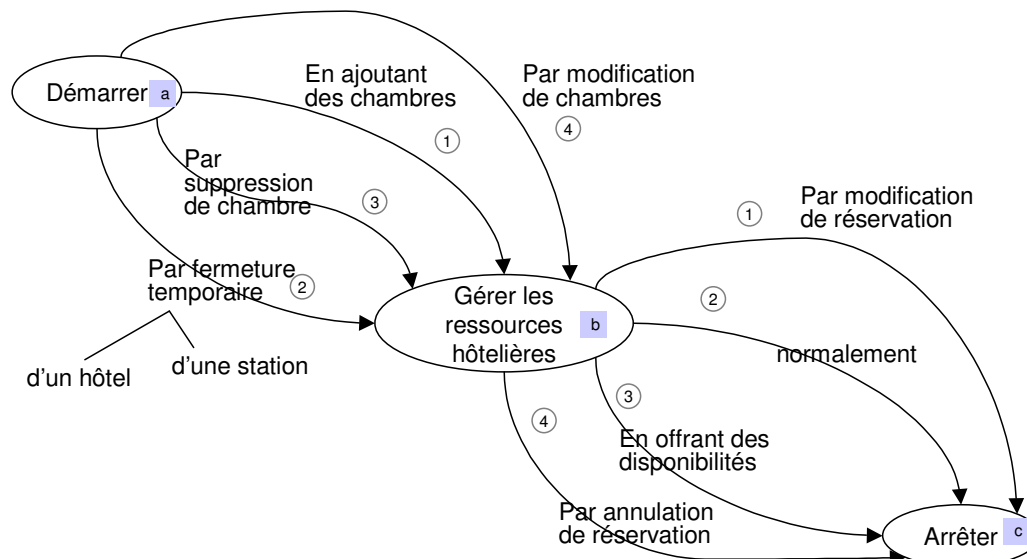 Démarrer a
En ajoutant
des chambres
1
Par modification
de chambres
4
Par
suppression
de chambre
3
Par fermeture
temporaire
2
d'un hôtel
d'une station
Gérer les
ressources
hôtelières
b
1
Par modification
de réservation
2
normalement
3
En offrant des
disponibilités
4
Par annulation
de réservation
Arrêter c